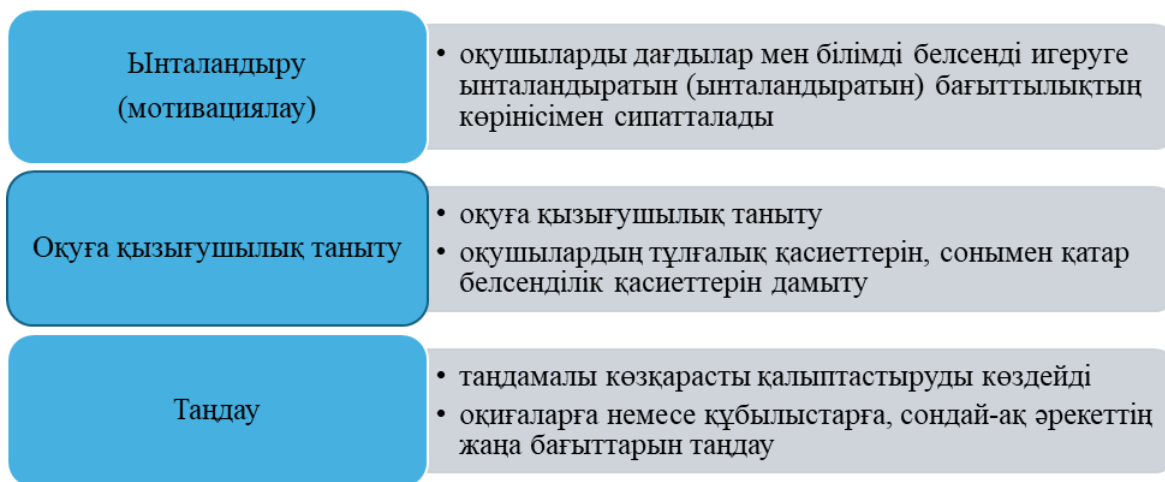 Ынталандыру
(мотивациялау)
• оқушыларды дағдылар мен білімді белсенді игеруге
ынталандыратын (ынталандыратын) бағыттылықтың
көрінісімен сипатталады
Оқуға қызығушылық таныту
• оқуға қызығушылық таныту
• оқушылардың тұлғалық қасиеттерін, сонымен қатар
белсенділік қасиеттерін дамыту
Таңдау
• таңдамалы көзқарасты қалыптастыруды көздейді
• оқиғаларға немесе құбылыстарға, сондай-ақ әрекеттің
жаңа бағыттарын таңдау